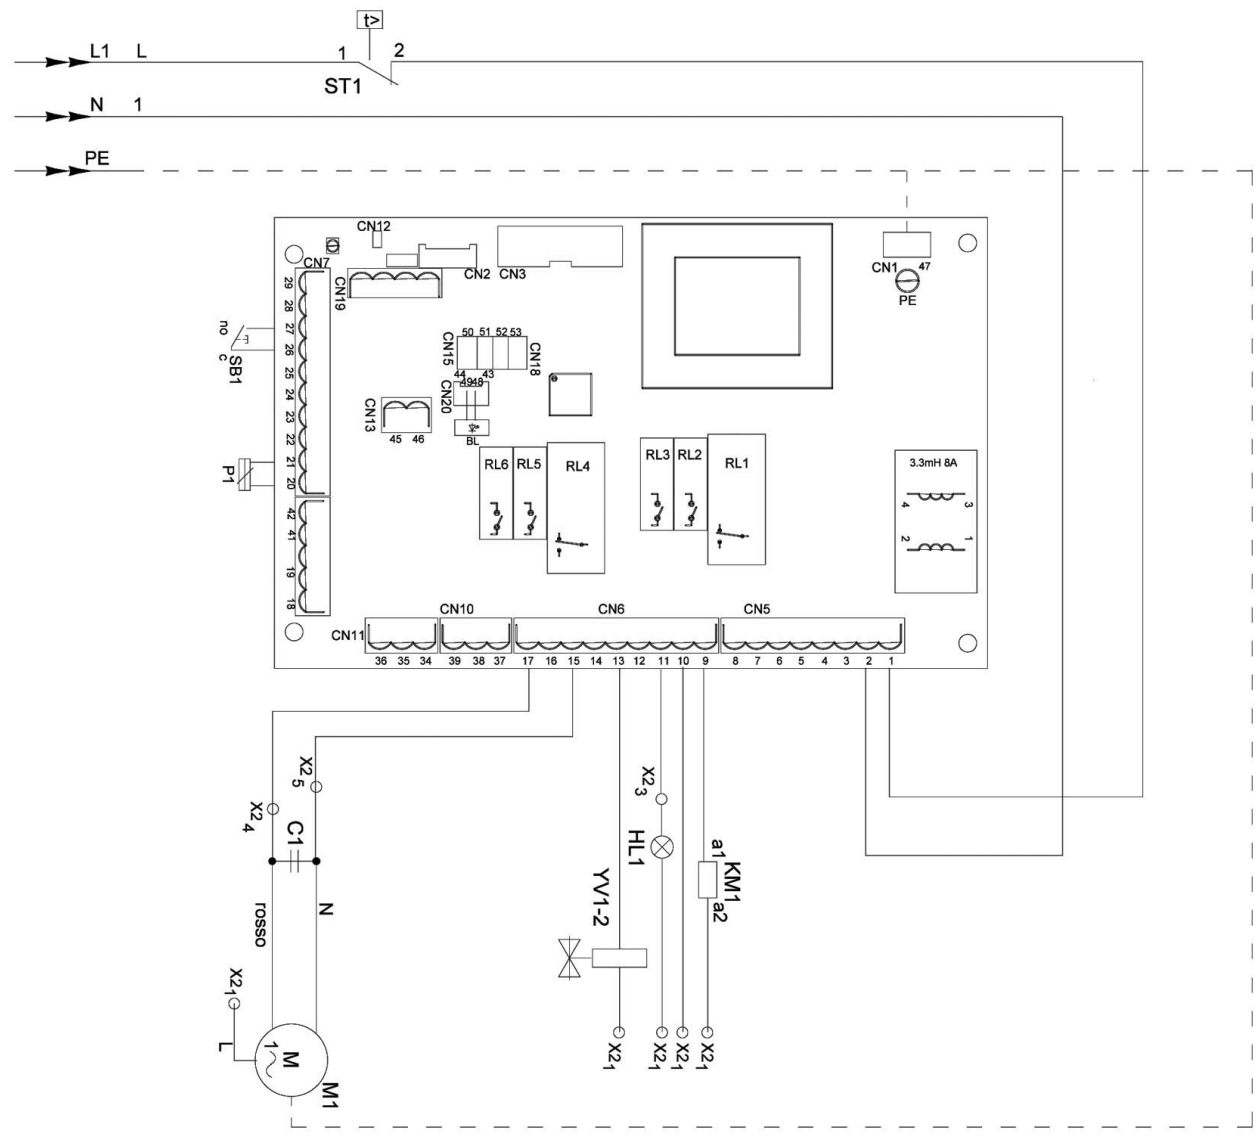 t>
L1 L
1 2
ST1
N 1
PE
CN12
CN7
CN19
CN2
CN3
CN1 47
PE
29
28
27
26
25
24
23
22
21
20
42
41
19
18
no
c
SB1
P1
CN15
50 51 52 53
CN18
44 43
49 48
CN20
BL
CN13
45 46
RL6 RL5 RL4
RL3 RL2 RL1
3.3mH 8A
4 3
2 1
CN11 CN10 CN6 CN5
36 35 34 39 38 37 17 16 15 14 13 12 11 10 9 8 7 6 5 4 3 2 1
X2 5
X2 4
C1
rosso
N
X2 1
L
M
1
M1
YV1-2
X2 3
HL1
a1
KM1
a2
X2 1 X2 1 X2 1 X2 1